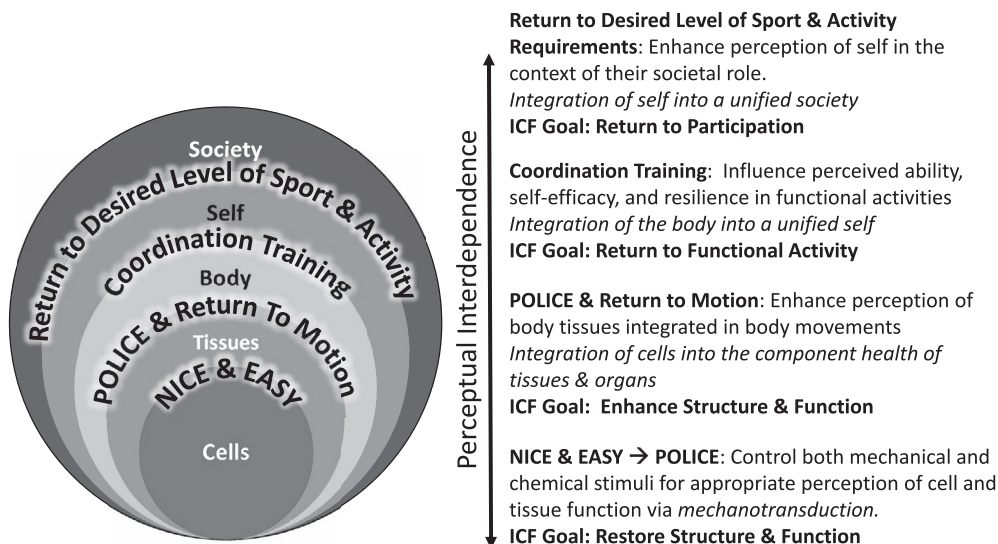 Society
Return to Desired Level of Sport & Activity
Self
Coordination Training
Body
POLICE & Return To Motion
Tissues
NICE & EASY
Cells
Perceptual Interdependence
Return to Desired Level of Sport & Activity
Requirements: Enhance perception of self in the
context of their societal role.
Integration of self into a unified society
ICF Goal: Return to Participation
Coordination Training: Influence perceived ability,
self-efficacy, and resilience in functional activities
Integration of the body into a unified self
ICF Goal: Return to Functional Activity
POLICE & Return to Motion: Enhance perception of
body tissues integrated in body movements
Integration of cells into the component health of
tissues & organs
ICF Goal: Enhance Structure & Function
NICE & EASY → POLICE: Control both mechanical and
chemical stimuli for appropriate perception of cell and
tissue function via mechanotransduction.
ICF Goal: Restore Structure & Function